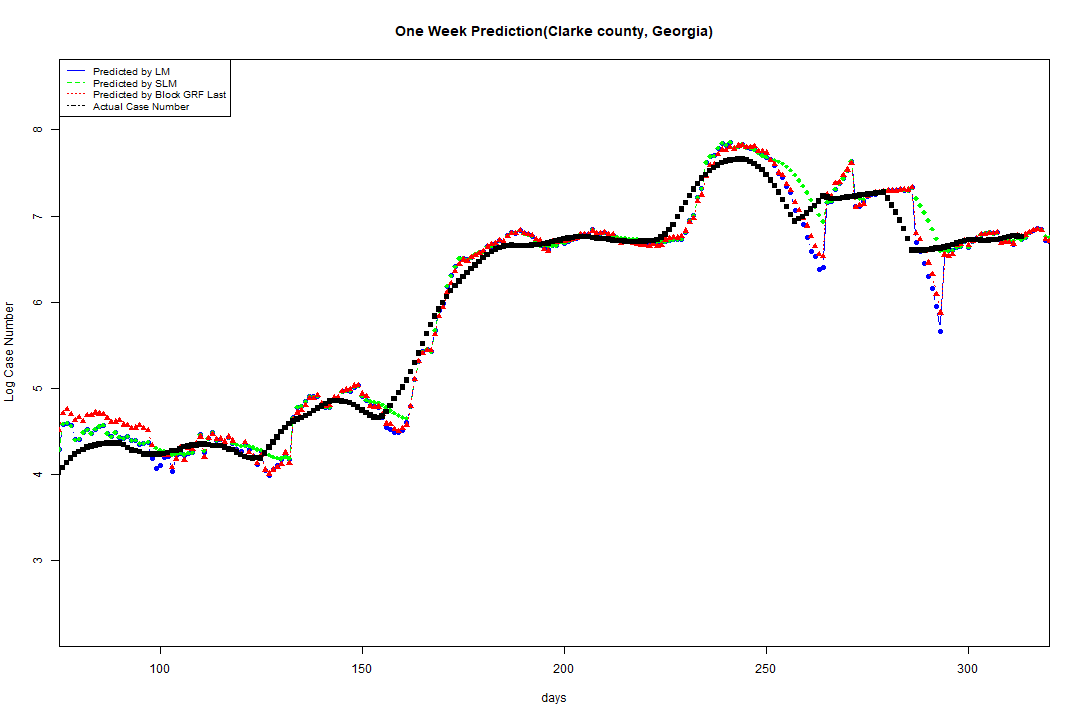 One Week Prediction(Clarke county, Georgia)
Predicted by LM
Predicted by SLM
Predicted by Block GRF Last
Actual Case Number
8
7
6
5
4
3
Log Case Number
100 150 200 250 300
days